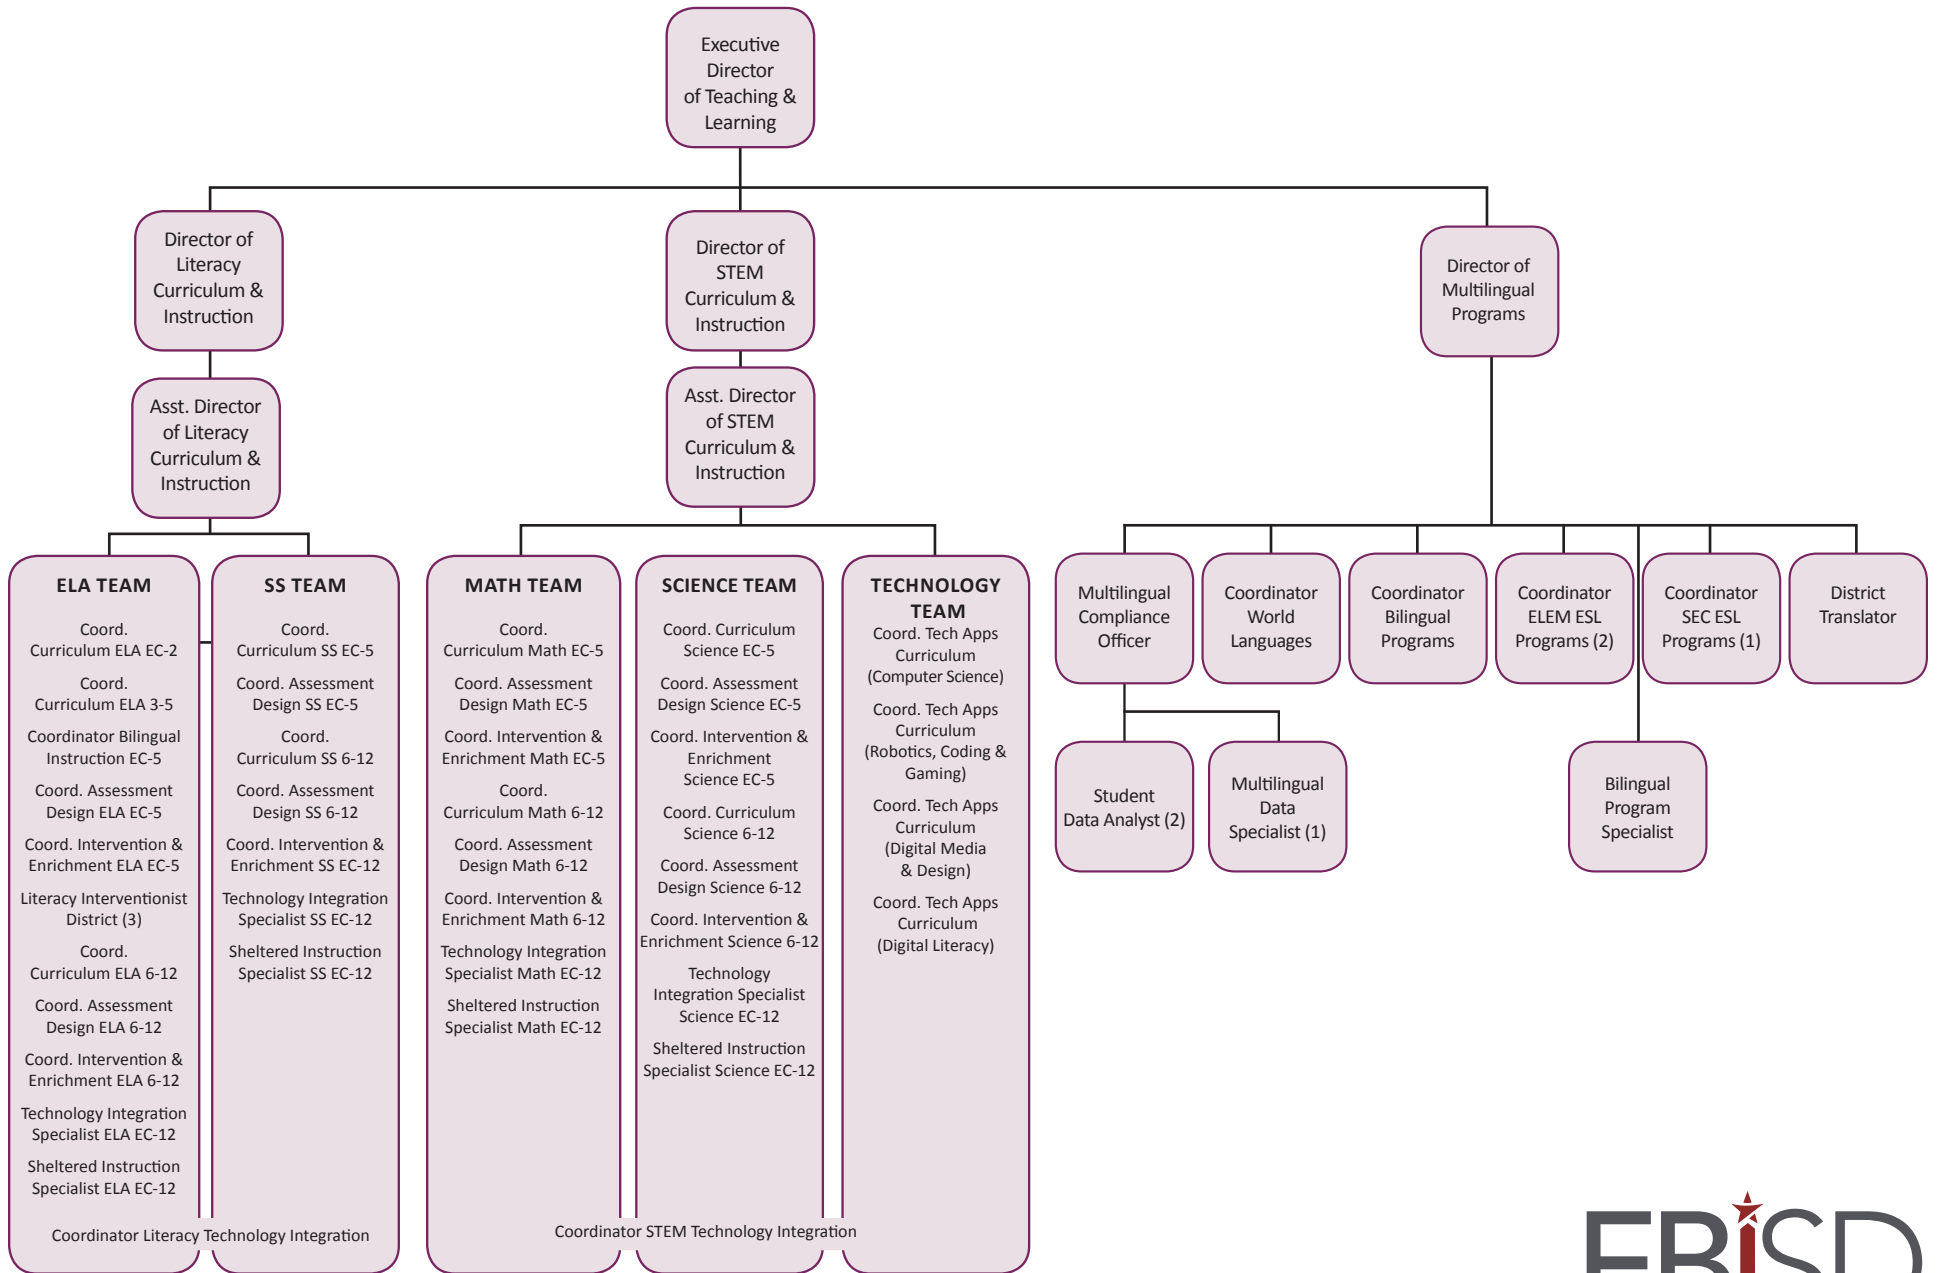 Executive
Director
of Teaching &
Learning
Director of
Literacy
Curriculum &
Instruction
Director of
STEM
Curriculum &
Instruction
Director of
Multilingual
Programs
Asst. Director
of Literacy
Curriculum &
Instruction
Asst. Director
of STEM
Curriculum &
Instruction
ELA TEAM
Coord.
Curriculum ELA EC-2
Coord.
Curriculum ELA 3-5
Coordinator Bilingual
Instruction EC-5
Coord. Assessment
Design ELA EC-5
Coord. Intervention &
Enrichment ELA EC-5
Literacy Interventionist
District (3)
Coord.
Curriculum ELA 6-12
Coord. Assessment
Design ELA 6-12
Coord. Intervention &
Enrichment ELA 6-12
Technology Integration
Specialist ELA EC-12
Sheltered Instruction
Specialist ELA EC-12
SS TEAM
Coord.
Curriculum SS EC-5
Coord. Assessment
Design SS EC-5
Coord.
Curriculum SS 6-12
Coord. Assessment
Design SS 6-12
Coord. Intervention &
Enrichment SS EC-12
Technology Integration
Specialist SS EC-12
Sheltered Instruction
Specialist SS EC-12
Coordinator Literacy Technology Integration
MATH TEAM
Coord.
Curriculum Math EC-5
Coord. Assessment
Design Math EC-5
Coord. Intervention &
Enrichment Math EC-5
Coord.
Curriculum Math 6-12
Coord. Assessment
Design Math 6-12
Coord. Intervention &
Enrichment Math 6-12
Technology Integration
Specialist Math EC-12
Sheltered Instruction
Specialist Math EC-12
SCIENCE TEAM
Coord. Curriculum
Science EC-5
Coord. Assessment
Design Science EC-5
Coord. Intervention &
Enrichment
Science EC-5
Coord. Curriculum
Science 6-12
Coord. Assessment
Design Science 6-12
Coord. Intervention &
Enrichment Science 6-12
Technology
Integration Specialist
Science EC-12
Sheltered Instruction
Specialist Science EC-12
TECHNOLOGY
TEAM
Coord. Tech Apps
Curriculum
(Computer Science)
Coord. Tech Apps
Curriculum
(Robotics, Coding &
Gaming)
Coord. Tech Apps
Curriculum
(Digital Media
& Design)
Coord. Tech Apps
Curriculum
(Digital Literacy)
Coordinator STEM Technology Integration
Multilingual
Compliance
Officer
Coordinator
World
Languages
Coordinator
Bilingual
Programs
Coordinator
ELEM ESL
Programs (2)
Coordinator
SEC ESL
Programs (1)
District
Translator
Student
Data Analyst (2)
Multilingual
Data
Specialist (1)
Bilingual
Program
Specialist
FBiSD